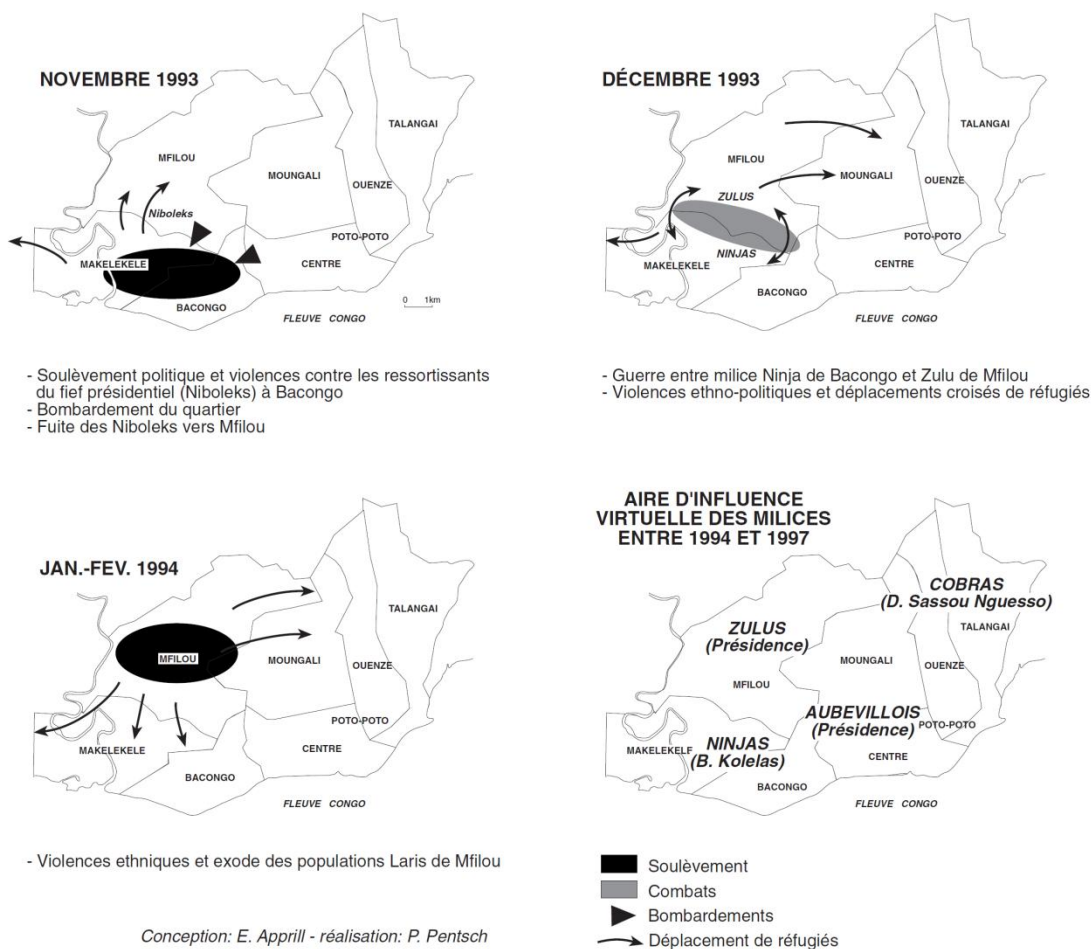 NOVEMBRE 1993
TALANGAI
MFILOU
MOUNGALI
OUENZE
Niboleks
POTO-POTO
MAKELEKELE
CENTRE
BACONGO
0 1km
FLEUVE CONGO
- Soulèvement politique et violences contre les ressortissants
du fief présidentiel (Niboleks) à Bacongo
- Bombardement du quartier
- Fuite des Niboleks vers Mfilou
DÉCEMBRE 1993
TALANGAI
MFILOU
MOUNGALI
OUENZE
ZULUS
POTO-POTO
NINJAS
MAKELEKELE
CENTRE
BACONGO
FLEUVE CONGO
- Guerre entre milice Ninja de Bacongo et Zulu de Mfilou
- Violences ethno-politiques et déplacements croisés de réfugiés
JAN.-FEV. 1994
TALANGAI
MFILOU
MOUNGALI
OUENZE
POTO-POTO
MAKELEKELE
CENTRE
BACONGO
FLEUVE CONGO
- Violences ethniques et exode des populations Laris de Mfilou
AIRE D'INFLUENCE
VIRTUELLE DES MILICES
ENTRE 1994 ET 1997
COBRAS
(D. Sassou Nguesso)
TALANGAI
ZULUS
(Présidence)
MOUNGALI
OUENZE
MFILOU
AUBEVILLOIS
(Présidence)
POTO-POTO
NINJAS
(B. Kolelas)
MAKELEKELF
CENTRE
BACONGO
FLEUVE CONGO
Soulèvement
Combats
Bombardements
Déplacement de réfugiés
Conception: E. Apprill - réalisation: P. Pentsch